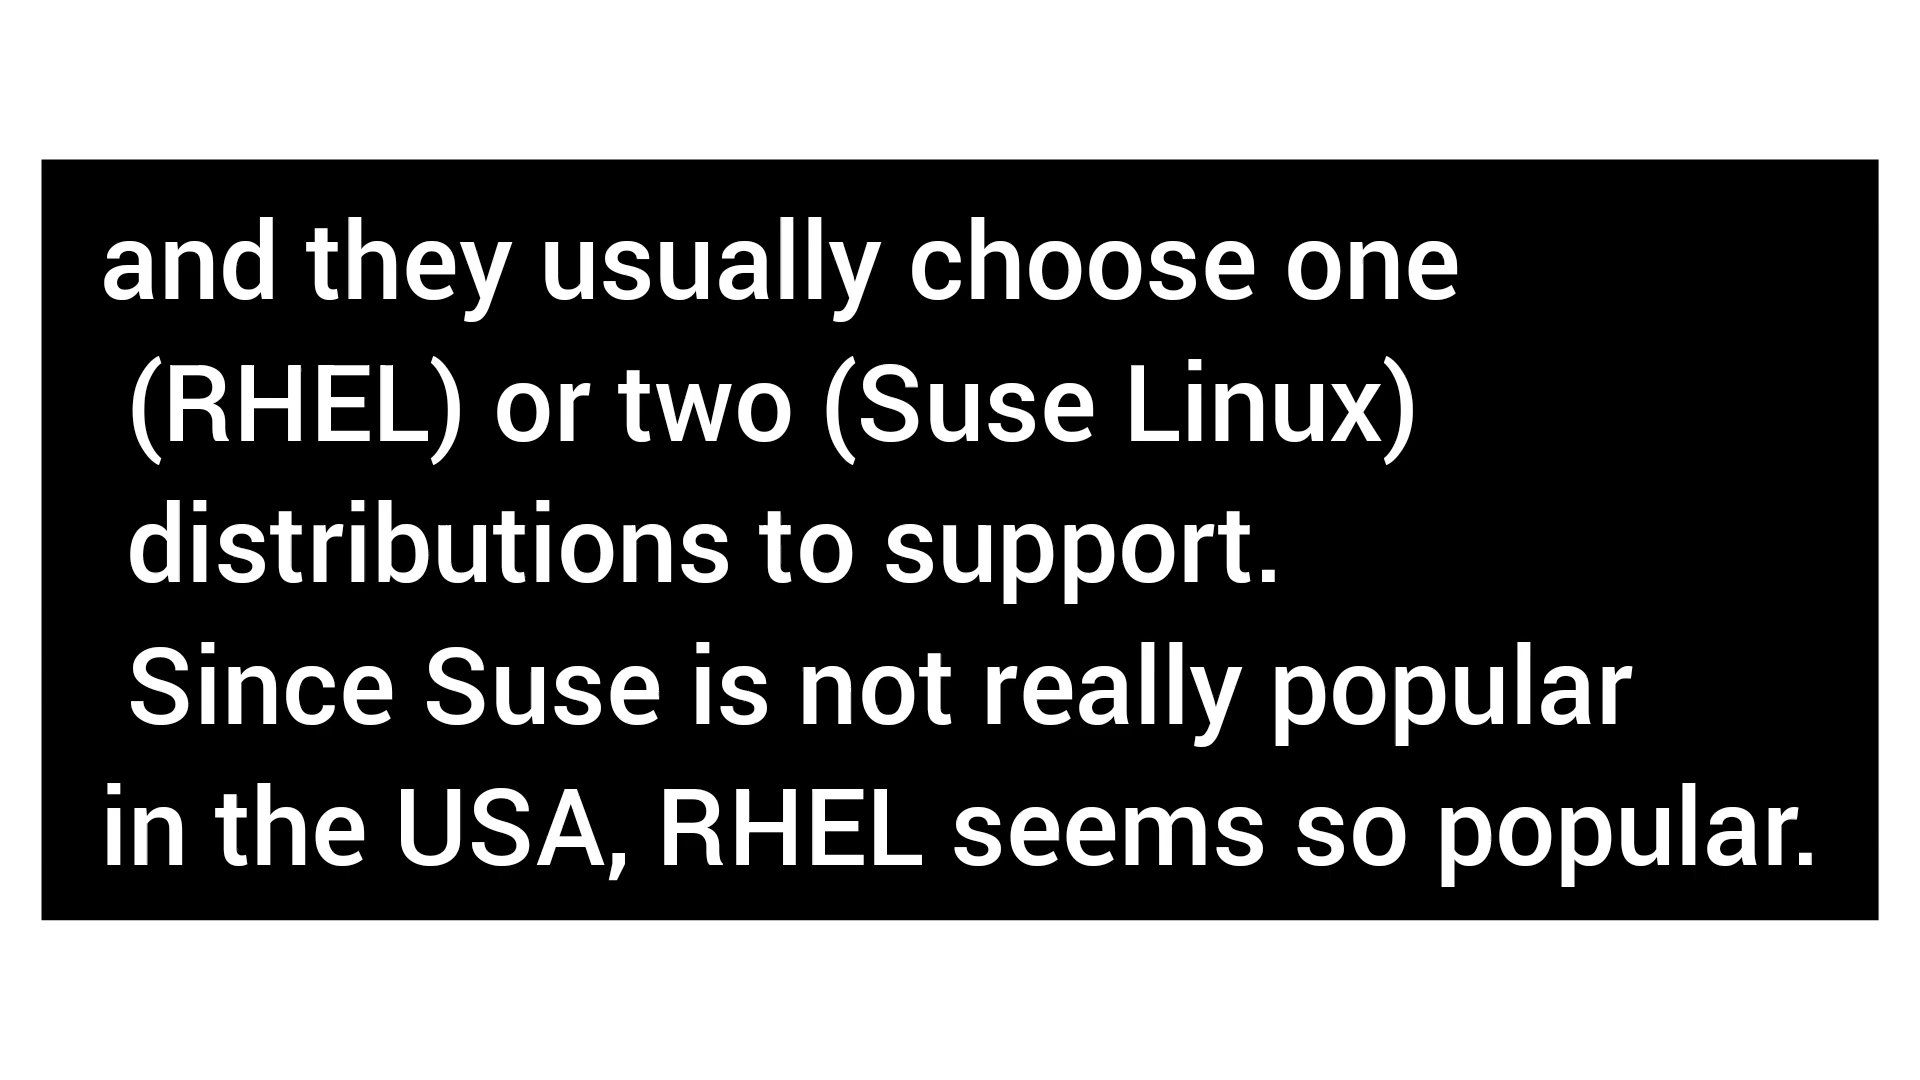 and they usually choose one
(RHEL) or two (Suse Linux)
distributions to support.
Since Suse is not really popular
in the USA, RHEL seems so popular.